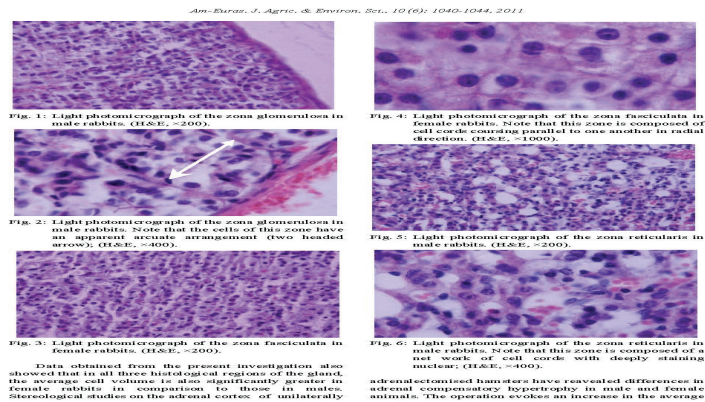 Am-Euras. J. Agric. & Environ. Sci., 10 (6): 1040-1044, 2011
Fig. 1: Light photomicrograph of the zona glomerulosa in
male rabbits. (H&E, ×200).
Fig. 2: Light photomicrograph of the zona glomerulosa in
male rabbits. Note that the cells of this zone have
an apparent arcuate arrangement (two headed
arrow); (H&E, ×400).
Fig. 3: Light photomicrograph of the zona fasciculata in
female rabbits. (H&E, ×200).
Data obtained from the present investigation also
showed that in all three histological regions of the gland,
the average cell volume is also significantly greater in
female rabbits in comparison to those in males.
Stereological studies on the adrenal cortex of unilaterally
Fig. 4: Light photomicrograph of the zona fasciculata in
female rabbits. Note that this zone is composed of
cell cords coursing parallel to one another in radial
direction. (H&E, ×1000).
Fig. 5: Light photomicrograph of the zona reticularis in
male rabbits. (H&E, ×200).
Fig. 6: Light photomicrograph of the zona reticularis in
male rabbits. Note that this zone is composed of a
net work of cell cords with deeply staining
nuclear; (H&E, ×400).
adrenalectomised hamsters have reavealed differences in
adrenal compensatory hypertrophy in male and female
animals. The operation evokes an increase in the average